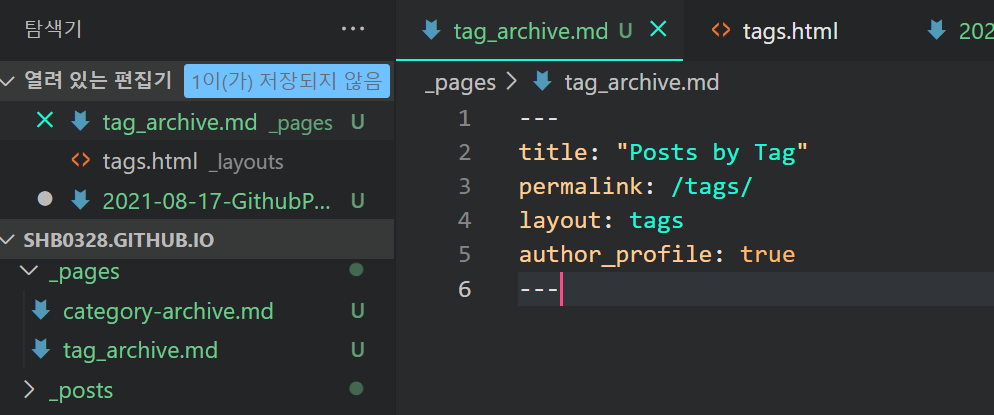 탐색기 ...
열려 있는 편집기 1이(가) 저장되지 않음
tag_archive.md _pages U
tags.html _layouts
2021-08-17-GithubP... U
SHB0328.GITHUB.IO
_pages
category-archive.md U
tag_archive.md U
_posts
tag_archive.md U tags.html 202
_pages > tag_archive.md
1 ---
2 title: "Posts by Tag"
3 permalink: /tags/
4 layout: tags
5 author_profile: true
6 ---